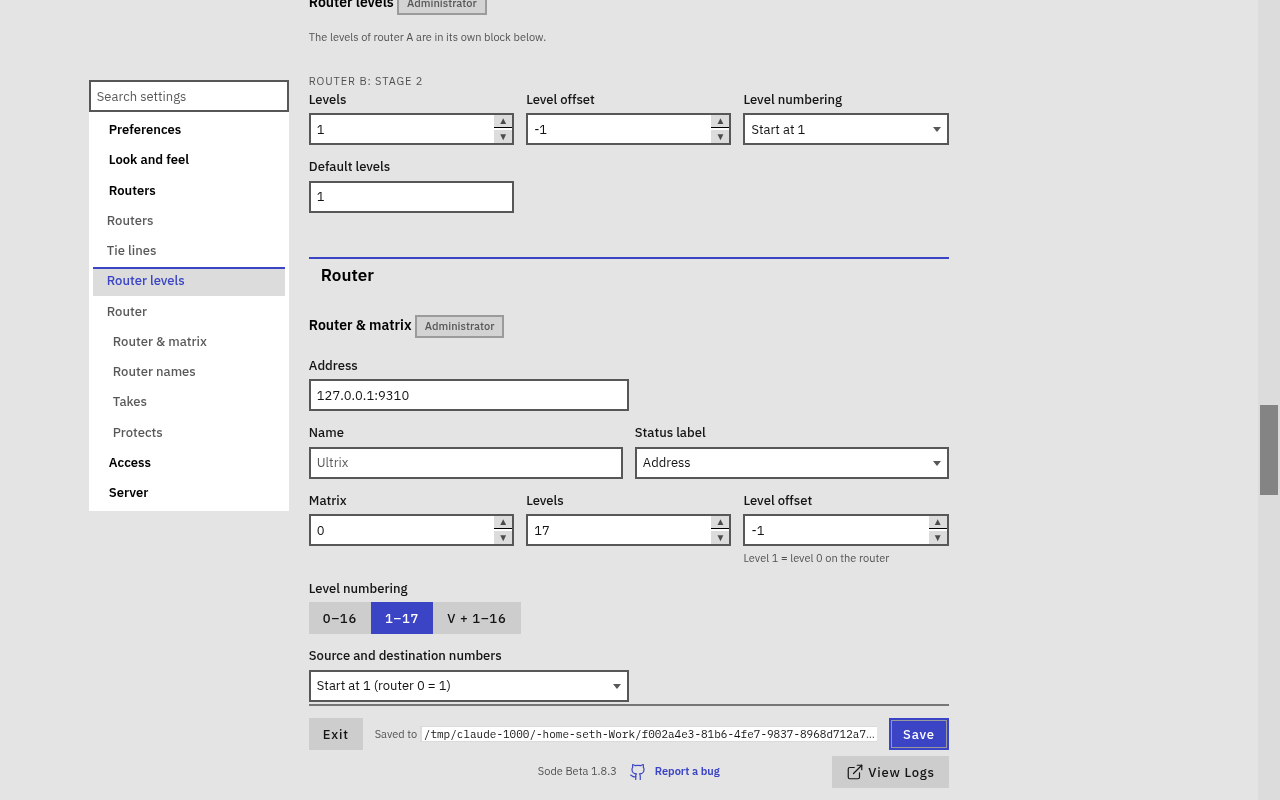 Router levels Administrator
The levels of router A are in its own block below.
Search settings
Preferences
Look and feel
Routers
Routers
Tie lines
Router levels
Router
Router & matrix
Router names
Takes
Protects
Access
Server
ROUTER B: STAGE 2
Levels Level offset Level numbering
1 -1 Start at 1
Default levels
1
Router
Router & matrix Administrator
Address
127.0.0.1:9310
Name Status label
Ultrix Address
Matrix Levels Level offset
0 17 -1
Level 1 = level 0 on the router
Level numbering
0–16 1–17 V + 1–16
Source and destination numbers
Start at 1 (router 0 = 1)
Exit Saved to /tmp/claude-1000/-home-seth-Work/f002a4e3-81b6-4fe7-9837-8968d712a7… Save
Sode Beta 1.8.3 Report a bug View Logs